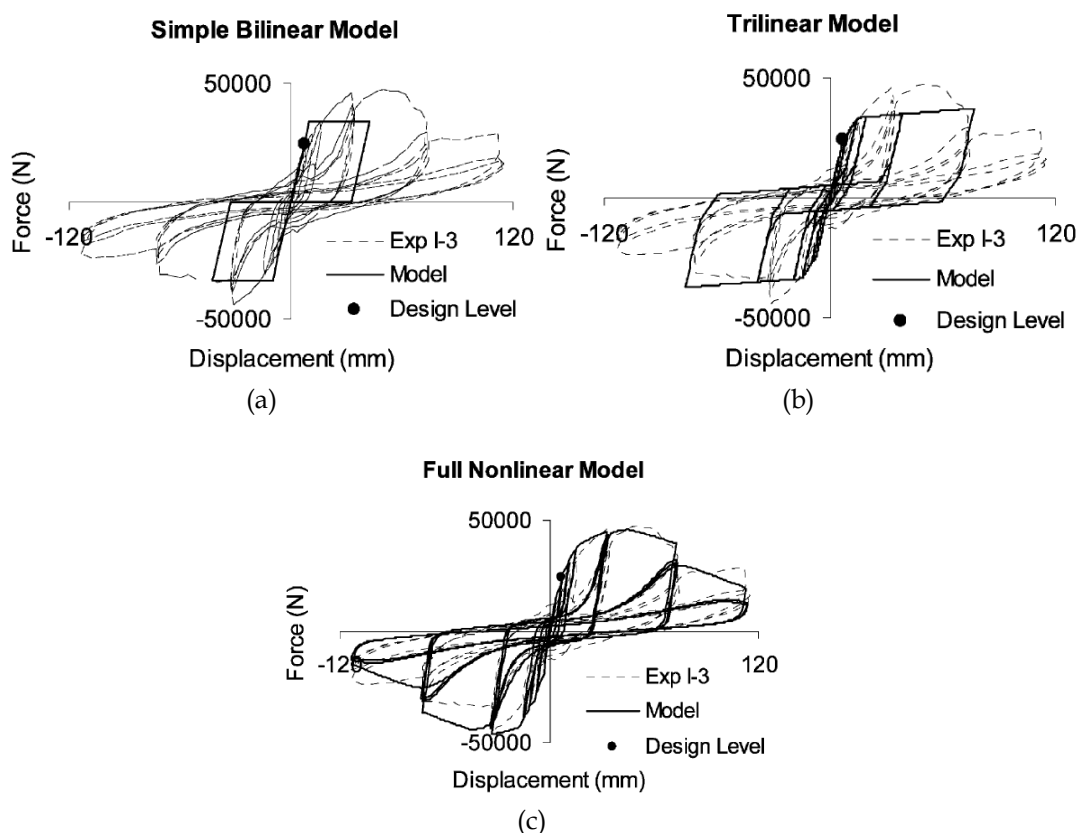 Simple Bilinear Model
50000
Force (N)
-120
120
Exp I-3
Model
Design Level
-50000
Displacement (mm)
(a)
Trilinear Model
50000
Force (N)
-120
120
Exp I-3
Model
Design Level
-50000
Displacement (mm)
(b)
Full Nonlinear Model
50000
Force (N)
-120
120
Exp I-3
Model
Design Level
-50000
Displacement (mm)
(c)